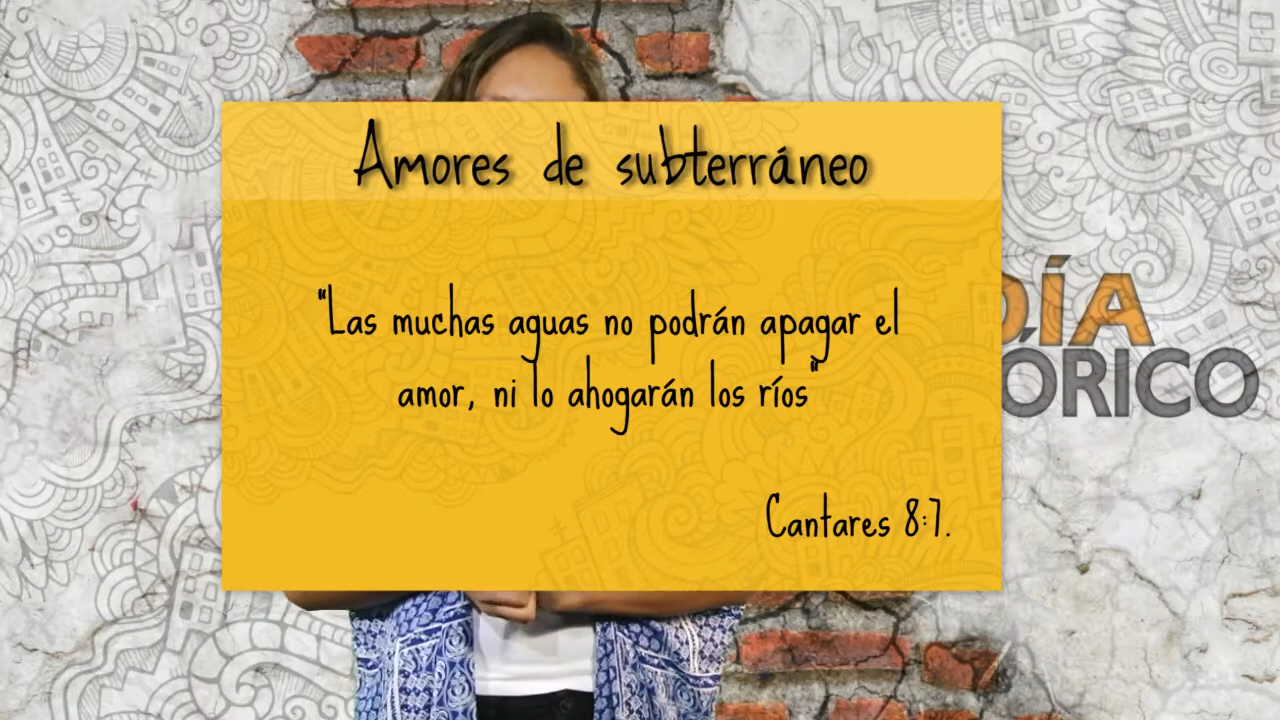 Amores de subterráneo
"Las muchas aguas no podrán apagar el
amor, ni lo ahogarán los ríos"
Cantares 8:7.
DÍA
ÓRICO